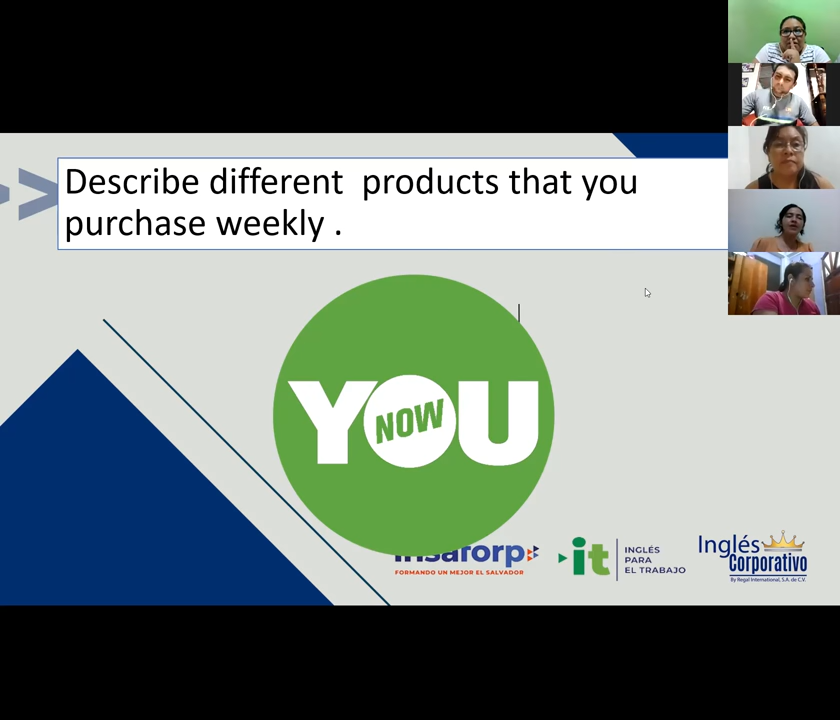 Describe different  products that you
purchase weekly .
YOU
NOW
insaforp
FORMANDO UN MEJOR EL SALVADOR
it
INGLÉS
PARA
EL TRABAJO
Inglés
Corporativo
By Regal International, S.A. de C.V.